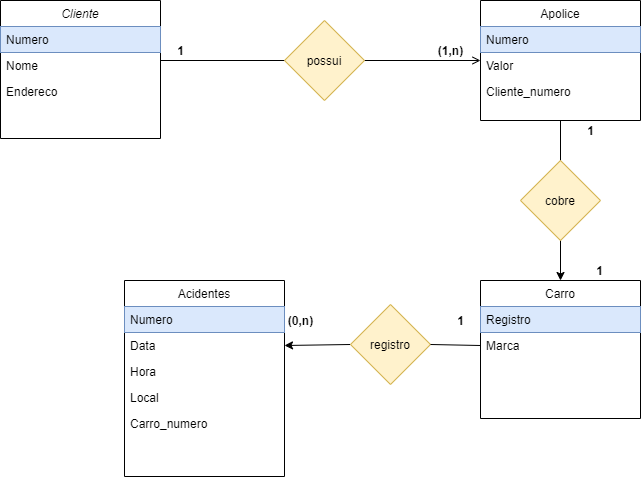 Cliente
Numero
Nome
Endereco
1
possui
(1,n)
Apolice
Numero
Valor
Cliente_numero
1
cobre
1
Carro
Registro
Marca
1
registro
(0,n)
Acidentes
Numero
Data
Hora
Local
Carro_numero